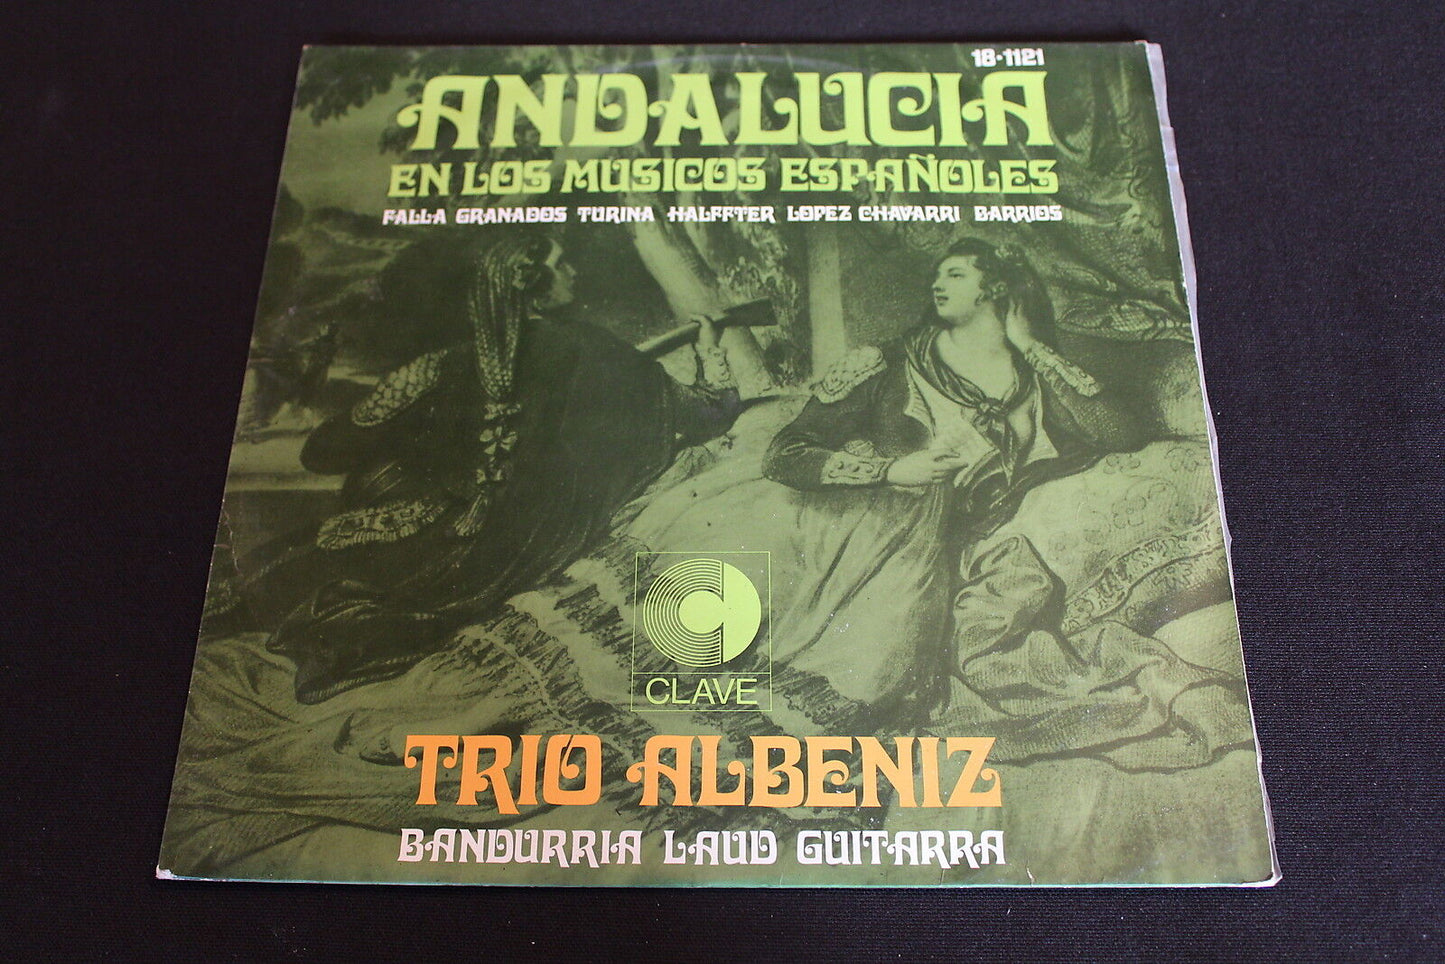 18-1121
ANDALUCIA
EN LOS MUSICOS ESPAÑOLES
FALLA GRANADOS TURINA HALFFTER LOPEZ CHAVARRI BARRIOS
CLAVE
TRIO ALBENIZ
BANDURRIA LAUD GUITARRA